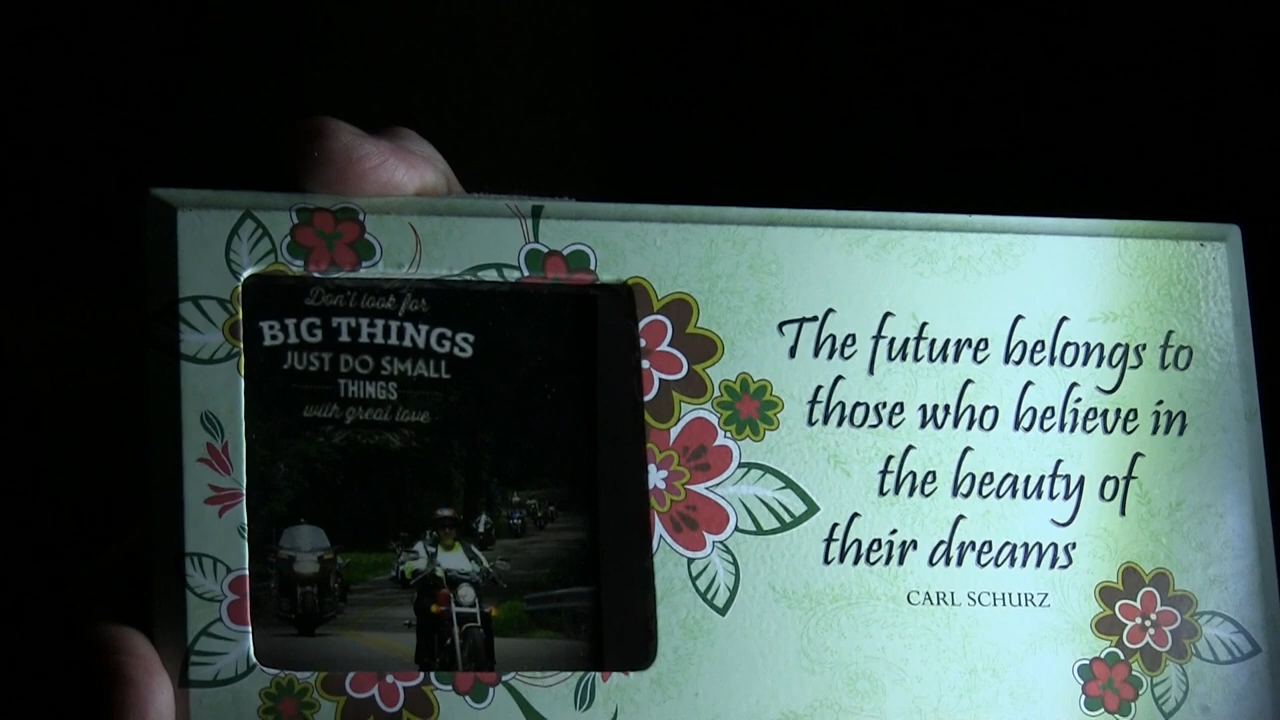 Don't look for
BIG THINGS
JUST DO SMALL
THINGS
with great love
The future belongs to
those who believe in
the beauty of
their dreams
CARL SCHURZ